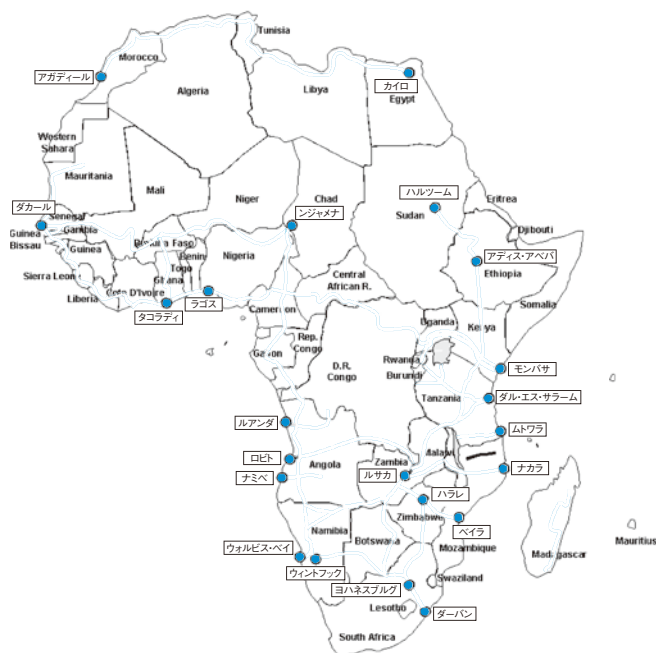 Tunisia
Morocco
アガディール
カイロ
Algeria
Libya
Egypt
Western
Sahara
Mauritania
Mali
Niger
Chad
ハルツーム
Sudan
Eritrea
ダカール
Senegal
ンジャメナ
Gambia
Guinea
Bissau
Djibouti
Burkina Faso
Guinea
Benin
Nigeria
アディス・アベバ
Togo
Ghana
Ethiopia
Sierra Leon
Central
African R.
Liberia
Cote D'Ivoire
ラゴス
Somalia
タコラディ
Cameroon
Uganda
Kenya
Rep.
Congo
Gabon
D.R.
Congo
Rwanda
Burundi
モンバサ
Tanzania
ダル・エス・サラーム
ルアンダ
ムトワラ
Malawi
ロビト
Angola
Zambia
ナカラ
ナミベ
ルサカ
ハラレ
Zimbabwe
ベイラ
Namibia
Botswana
Mauritius
ウォルビス・ベイ
Mozambique
Madagascar
ウィントフック
ヨハネスブルグ
Swaziland
Lesotho
ダーバン
South Africa